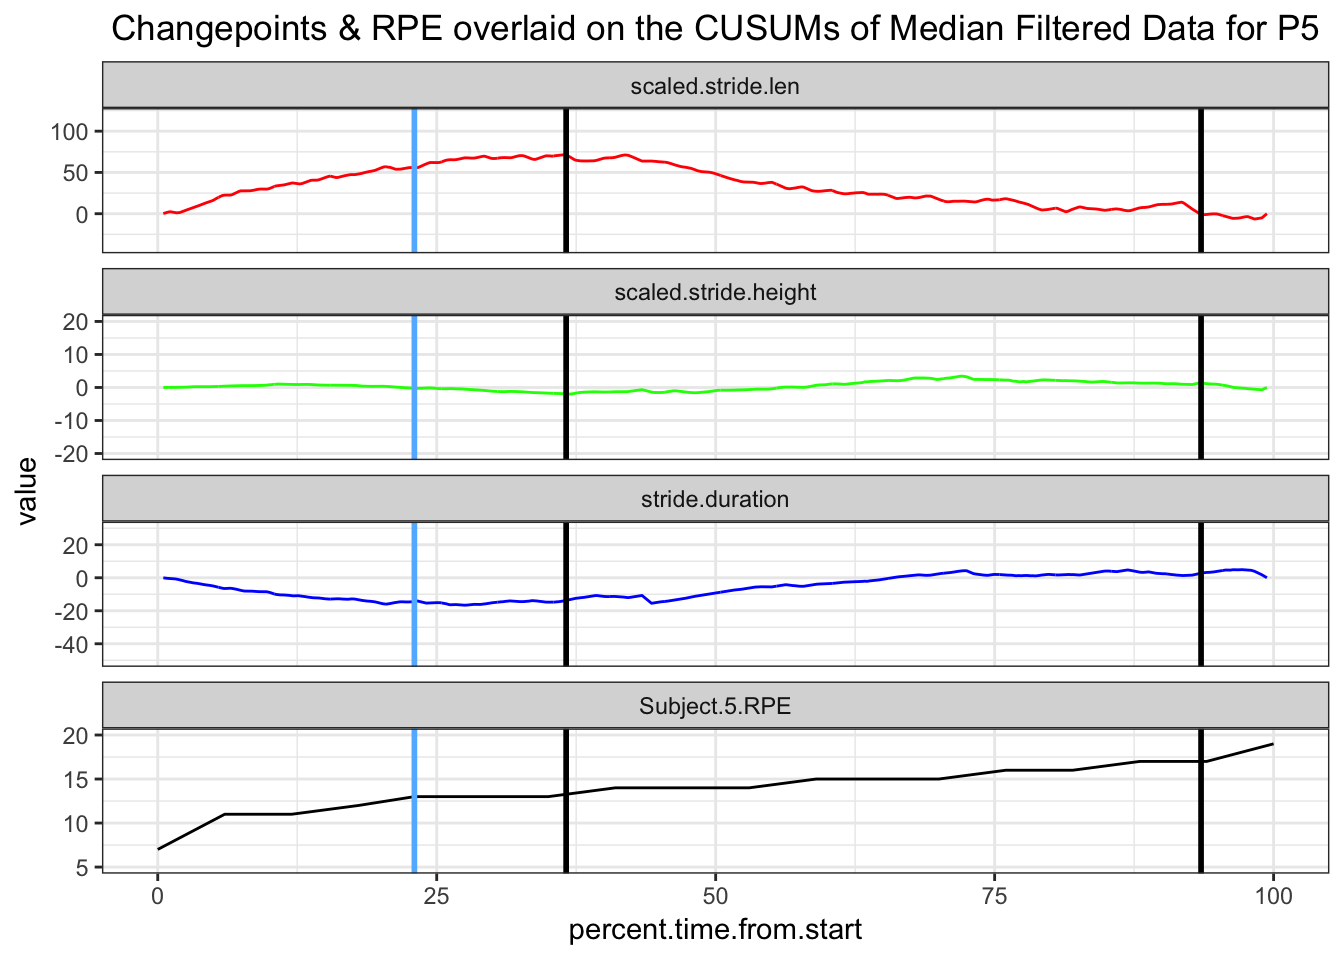 Changepoints & RPE overlaid on the CUSUMs of Median Filtered Data for P5
scaled.stride.len
100
50
0
scaled.stride.height
20
10
0
-10
-20
value
stride.duration
20
0
-20
-40
Subject.5.RPE
20
15
10
5
0 25 50 75 100
percent.time.from.start